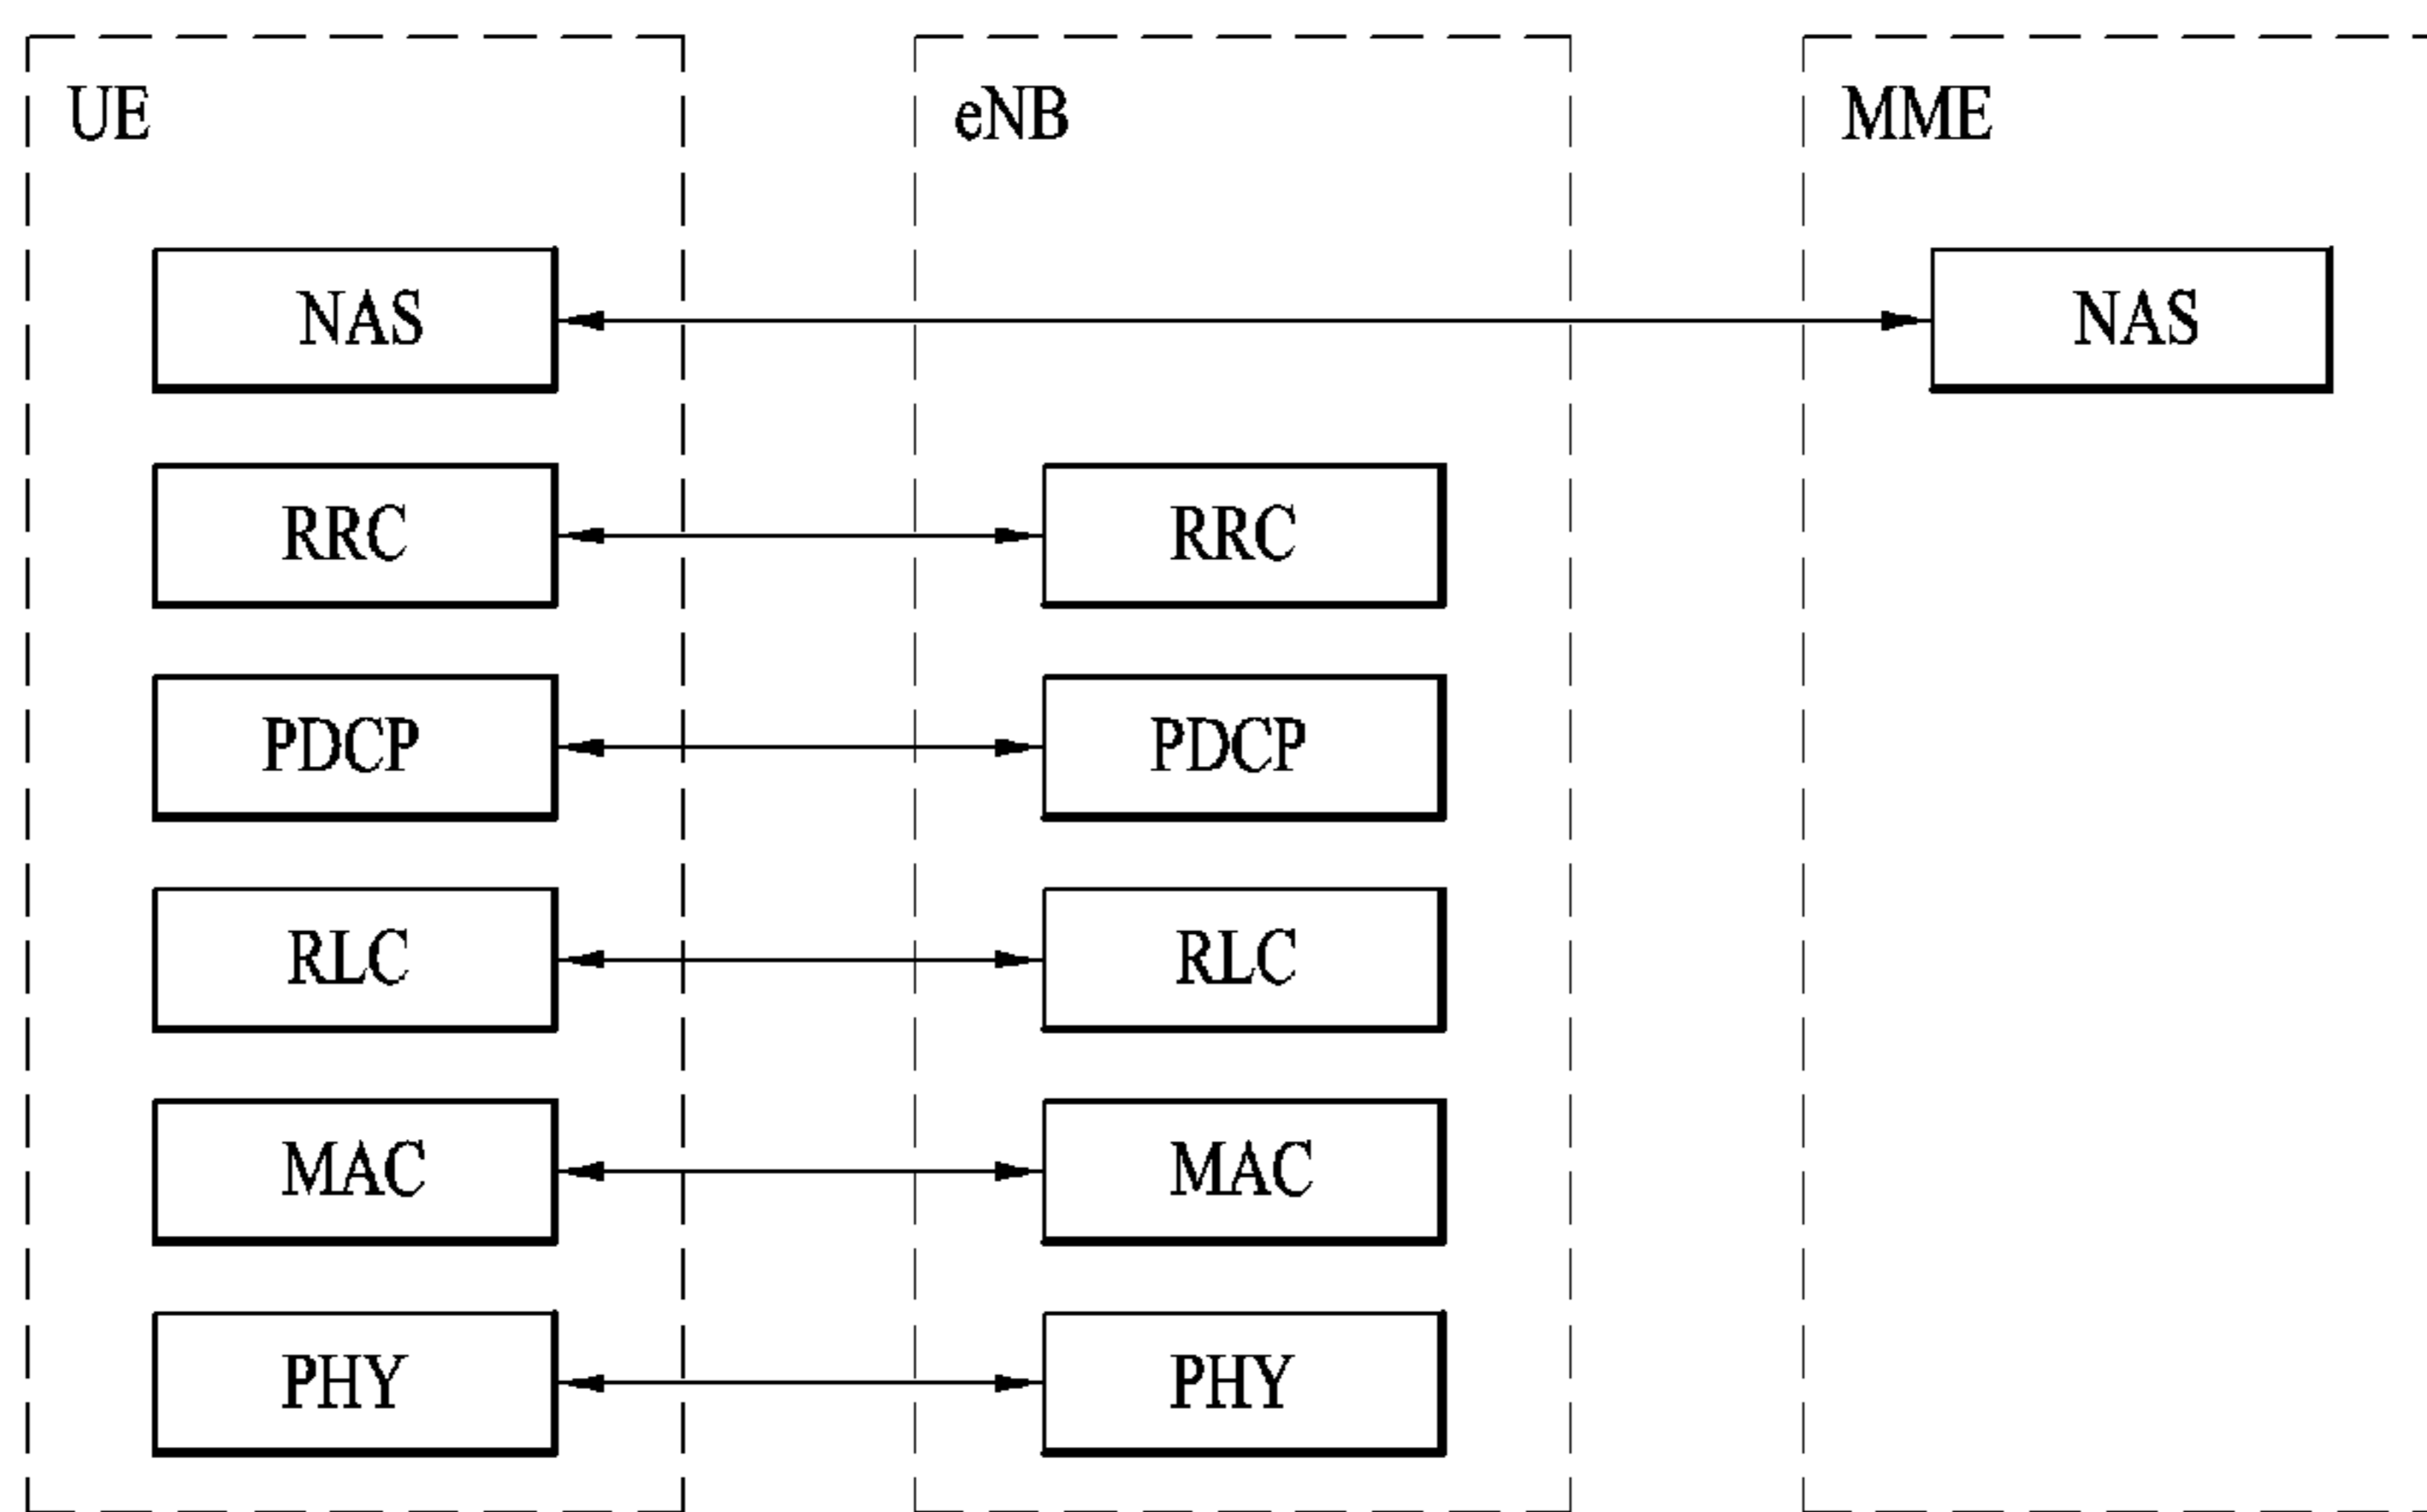 UE eNB MME
NAS NAS
RRC RRC
PDCP PDCP
RLC RLC
MAC MAC
PHY PHY